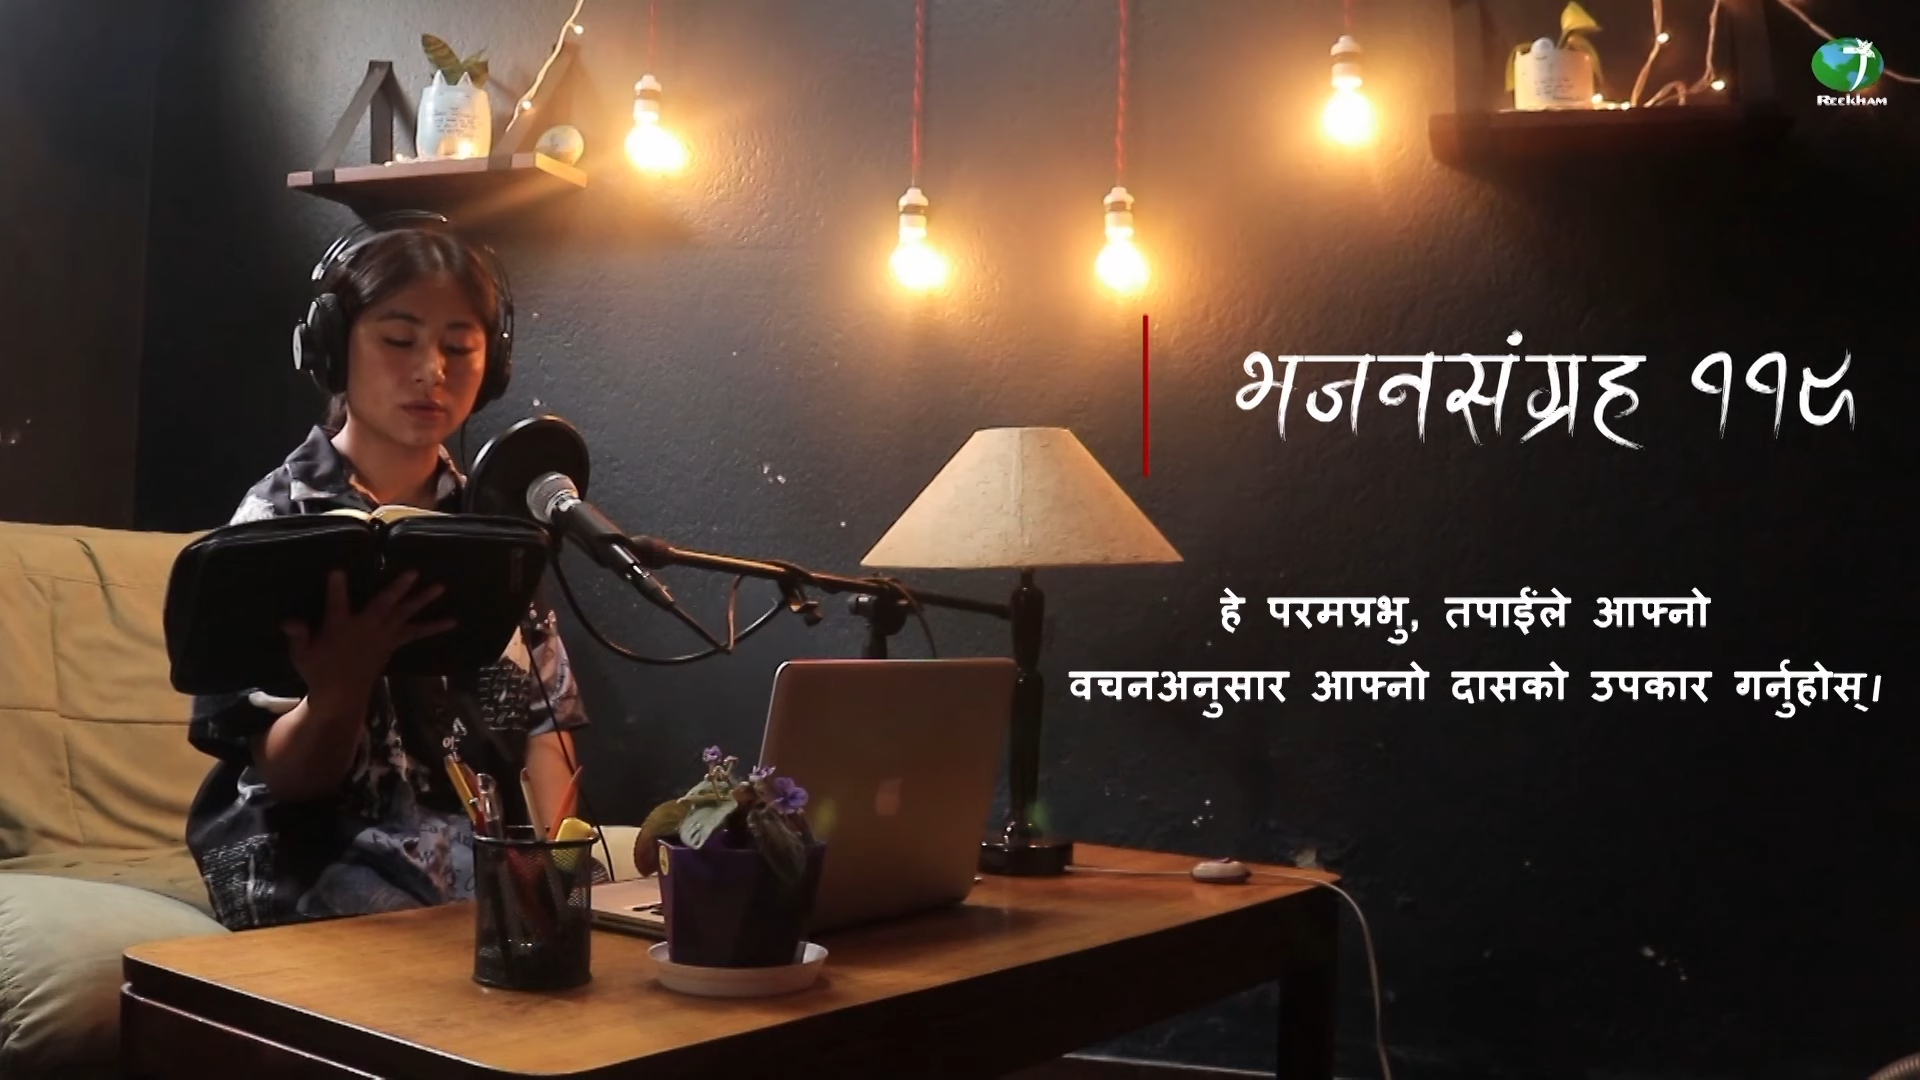 Reekham
भजनसंग्रह ११९
हे परमप्रभु, तपाईंले आफ्नो
वचनअनुसार आफ्नो दासको उपकार गर्नुहोस्।